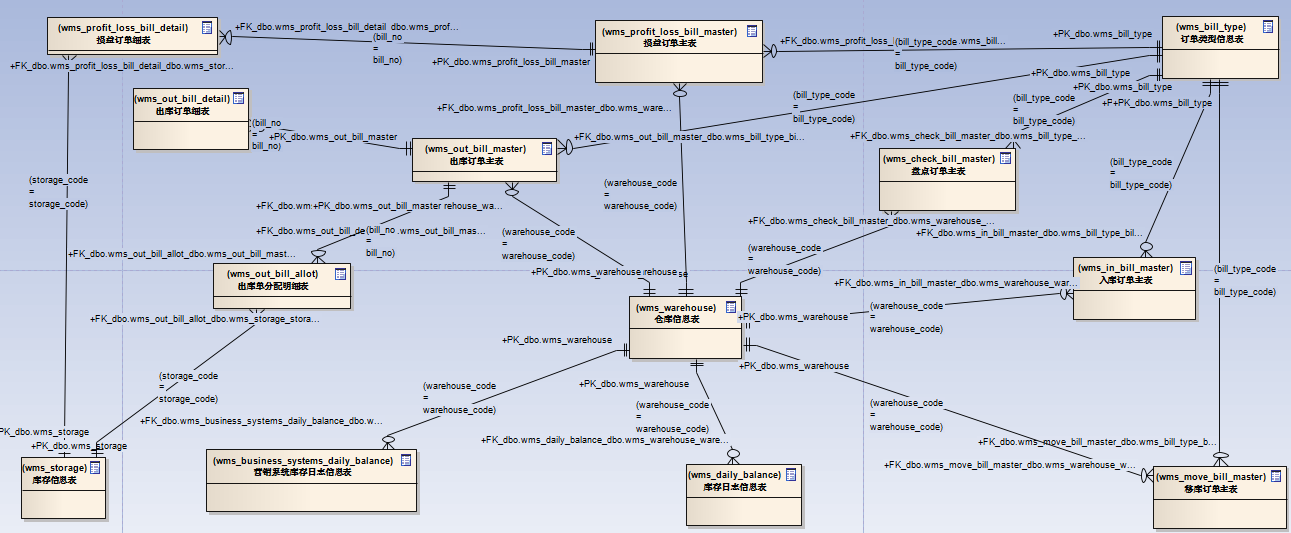 (wms_profit_loss_bill_detail)
损益订单细表
+FK_dbo.wms_profit_loss_bill_detail_dbo.wms_prof...
(bill_no
=
bill_no)
+PK_dbo.wms_profit_loss_bill_master
(wms_profit_loss_bill_master)
损益订单主表
+FK_dbo.wms_profit_loss_
(bill_type_code
.wms_bill...
=
bill_type_code)
+PK_dbo.wms_bill_type
(wms_bill_type)
订单类型信息表
+FK_dbo.wms_profit_loss_bill_detail_dbo.wms_stor...
+PK_dbo.wms_bill_type
+PK_dbo.wms_bill_type
+PK_dbo.wms_bill_type
(wms_out_bill_detail)
出库订单细表
(bill_no
=
bill_no)
+PK_dbo.wms_out_bill_master
+FK_dbo.wms_profit_loss_bill_master_dbo.wms_ware...
(bill_type_code
=
bill_type_code)
(bill_type_code
=
bill_type_code)
(wms_out_bill_master)
出库订单主表
+FK_dbo.wms_out_bill_master_dbo.wms_bill_type_bi...
+FK_dbo.wms_check_bill_master_dbo.wms_bill_type_...
(wms_check_bill_master)
盘点订单主表
(bill_type_code
=
bill_type_code)
(storage_code
=
storage_code)
(warehouse_code
=
warehouse_code)
+PK_dbo.wms_out_bill_master
rehouse_wa...
(bill_no
=
bill_no)
.wms_out_bill_mas...
(warehouse_code
=
warehouse_code)
+FK_dbo.wms_check_bill_master_dbo.wms_warehouse_...
+FK_dbo.wms_in_bill_master_dbo.wms_bill_type_bil...
+FK_dbo.wms_out_bill_allot_dbo.wms_out_bill_mast...
(wms_out_bill_allot)
出库单分配明细表
(warehouse_code
=
warehouse_code)
+PK_dbo.wms_warehouse
(wms_in_bill_master)
入库订单主表
(bill_type_code
=
bill_type_code)
+FK_dbo.wms_in_bill_master_dbo.wms_warehouse_war...
(warehouse_code
=
warehouse_code)
+FK_dbo.wms_out_bill_allot_dbo.wms_storage_stora...
(wms_warehouse)
仓库信息表
+PK_dbo.wms_warehouse
+PK_dbo.wms_warehouse
+PK_dbo.wms_warehouse
+PK_dbo.wms_warehouse
(storage_code
=
storage_code)
(warehouse_code
=
warehouse_code)
(warehouse_code
=
warehouse_code)
(warehouse_code
=
warehouse_code)
+FK_dbo.wms_business_systems_daily_balance_dbo.w...
PK_dbo.wms_storage
+PK_dbo.wms_storage
+FK_dbo.wms_daily_balance_dbo.wms_warehouse_ware...
+FK_dbo.wms_move_bill_master_dbo.wms_bill_type_b...
+FK_dbo.wms_move_bill_master_dbo.wms_warehouse_w...
(wms_storage)
库存信息表
(wms_business_systems_daily_balance)
营销系统库存日志信息表
(wms_daily_balance)
库存日志信息表
(wms_move_bill_master)
移库订单主表